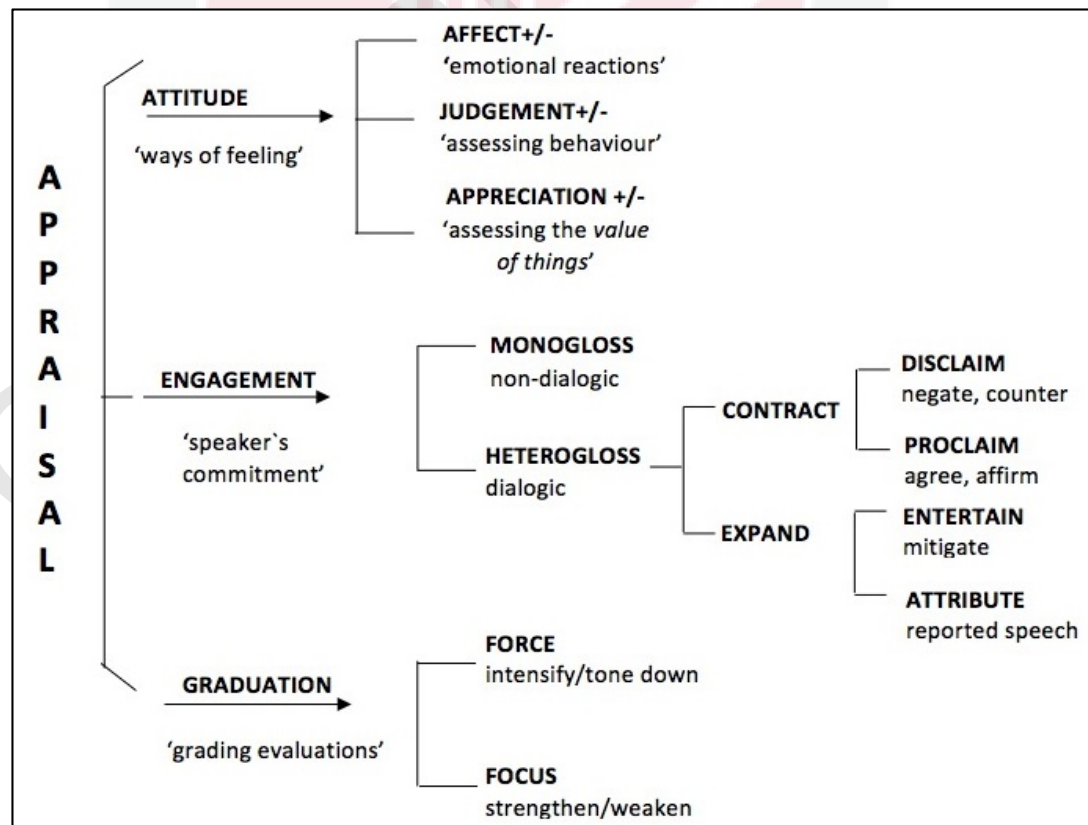 APPRAISAL
ATTITUDE
'ways of feeling'
AFFECT+/-
'emotional reactions'
JUDGEMENT+/-
'assessing behaviour'
APPRECIATION +/-
'assessing the value
of things'
ENGAGEMENT
'speaker`s
commitment'
MONOGLOSS
non-dialogic
HETEROGLOSS
dialogic
CONTRACT
DISCLAIM
negate, counter
PROCLAIM
agree, affirm
EXPAND
ENTERTAIN
mitigate
ATTRIBUTE
reported speech
GRADUATION
'grading evaluations'
FORCE
intensify/tone down
FOCUS
strengthen/weaken